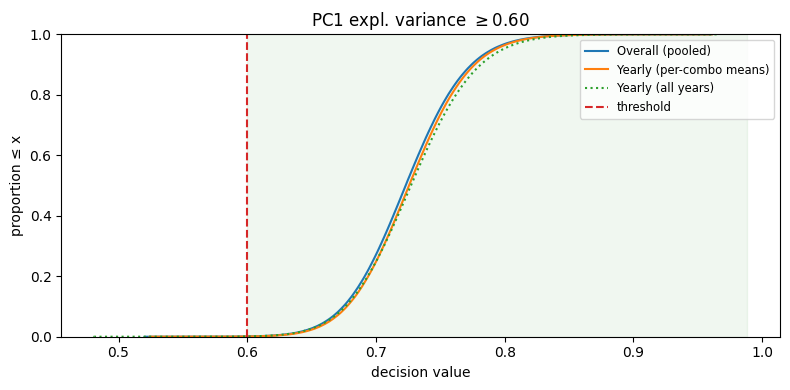 PC1 expl. variance ≥0.60
1.0
0.8
0.6
0.4
0.2
0.0
proportion ≤ x
Overall (pooled)
Yearly (per-combo means)
Yearly (all years)
threshold
0.5 0.6 0.7 0.8 0.9 1.0
decision value